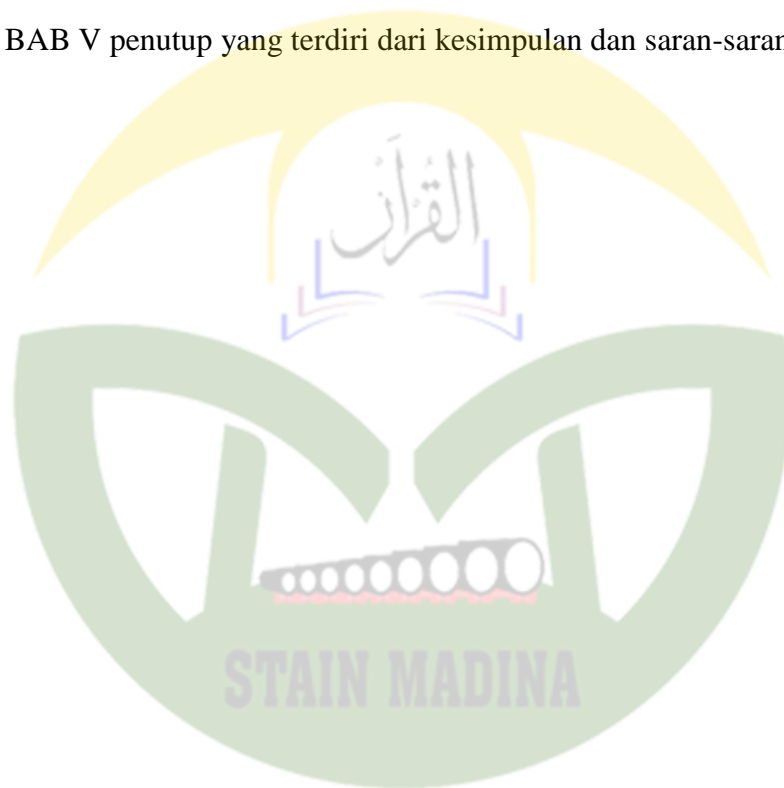 BAB V penutup yang terdiri dari kesimpulan dan saran-saran
القرآن
STAIN MADINA